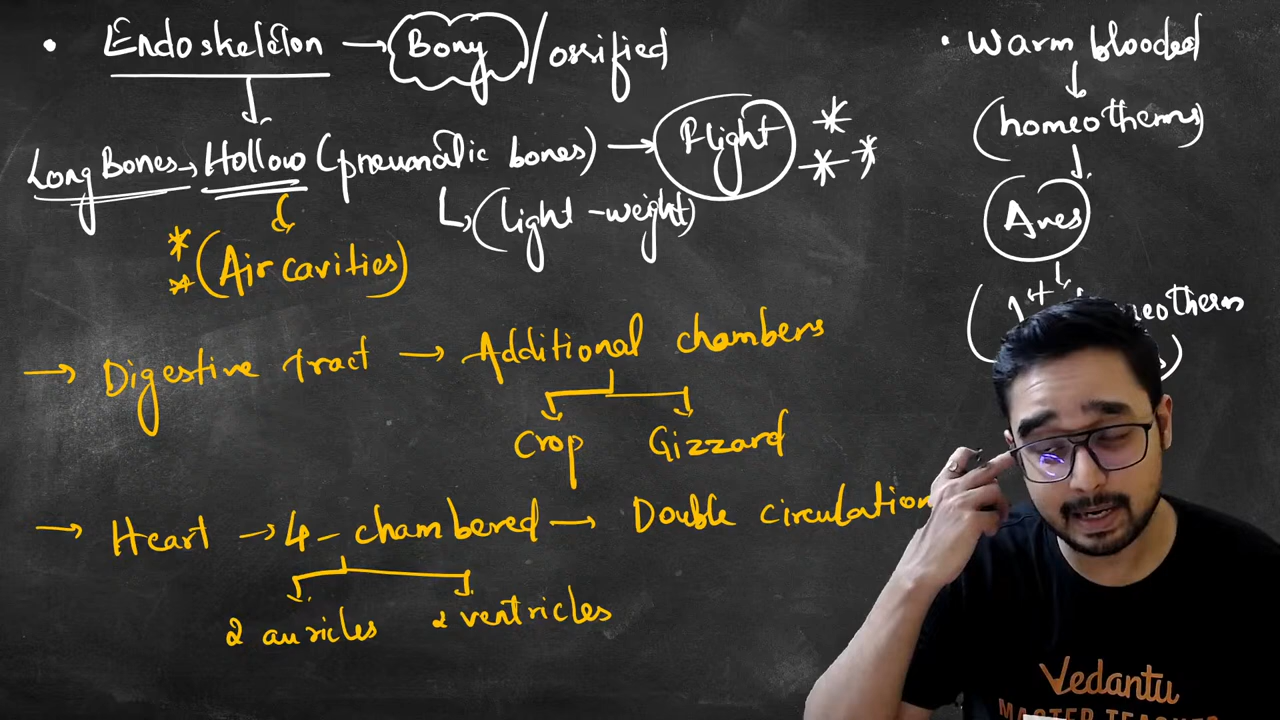 • Endoskeleton → Bony / ossified
Long Bones → Hollow (pneumatic bones) → Flight
(light-weight)
(Air cavities)
→ Digestive tract → Additional chambers
Crop Gizzard
→ Heart → 4-chambered → Double circulation
2 auricles 2 ventricles
• Warm blooded
(homeotherms)
Aves
(1st
Vedantu